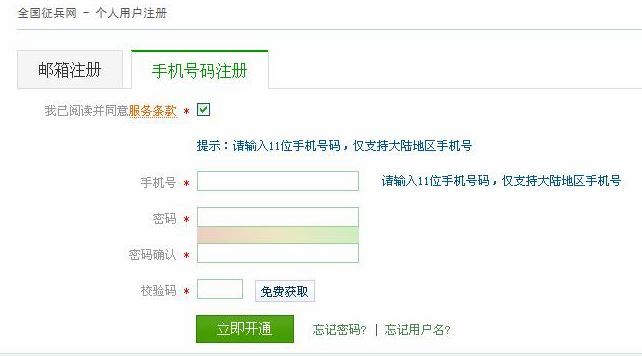 全国征兵网 - 个人用户注册
邮箱注册 手机号码注册
我已阅读并同意服务条款 *
提示：请输入11位手机号码，仅支持大陆地区手机号
手机号 * 请输入11位手机号码，仅支持大陆地区手机号
密码 *
密码确认 *
校验码 * 免费获取
立即开通 忘记密码? | 忘记用户名?